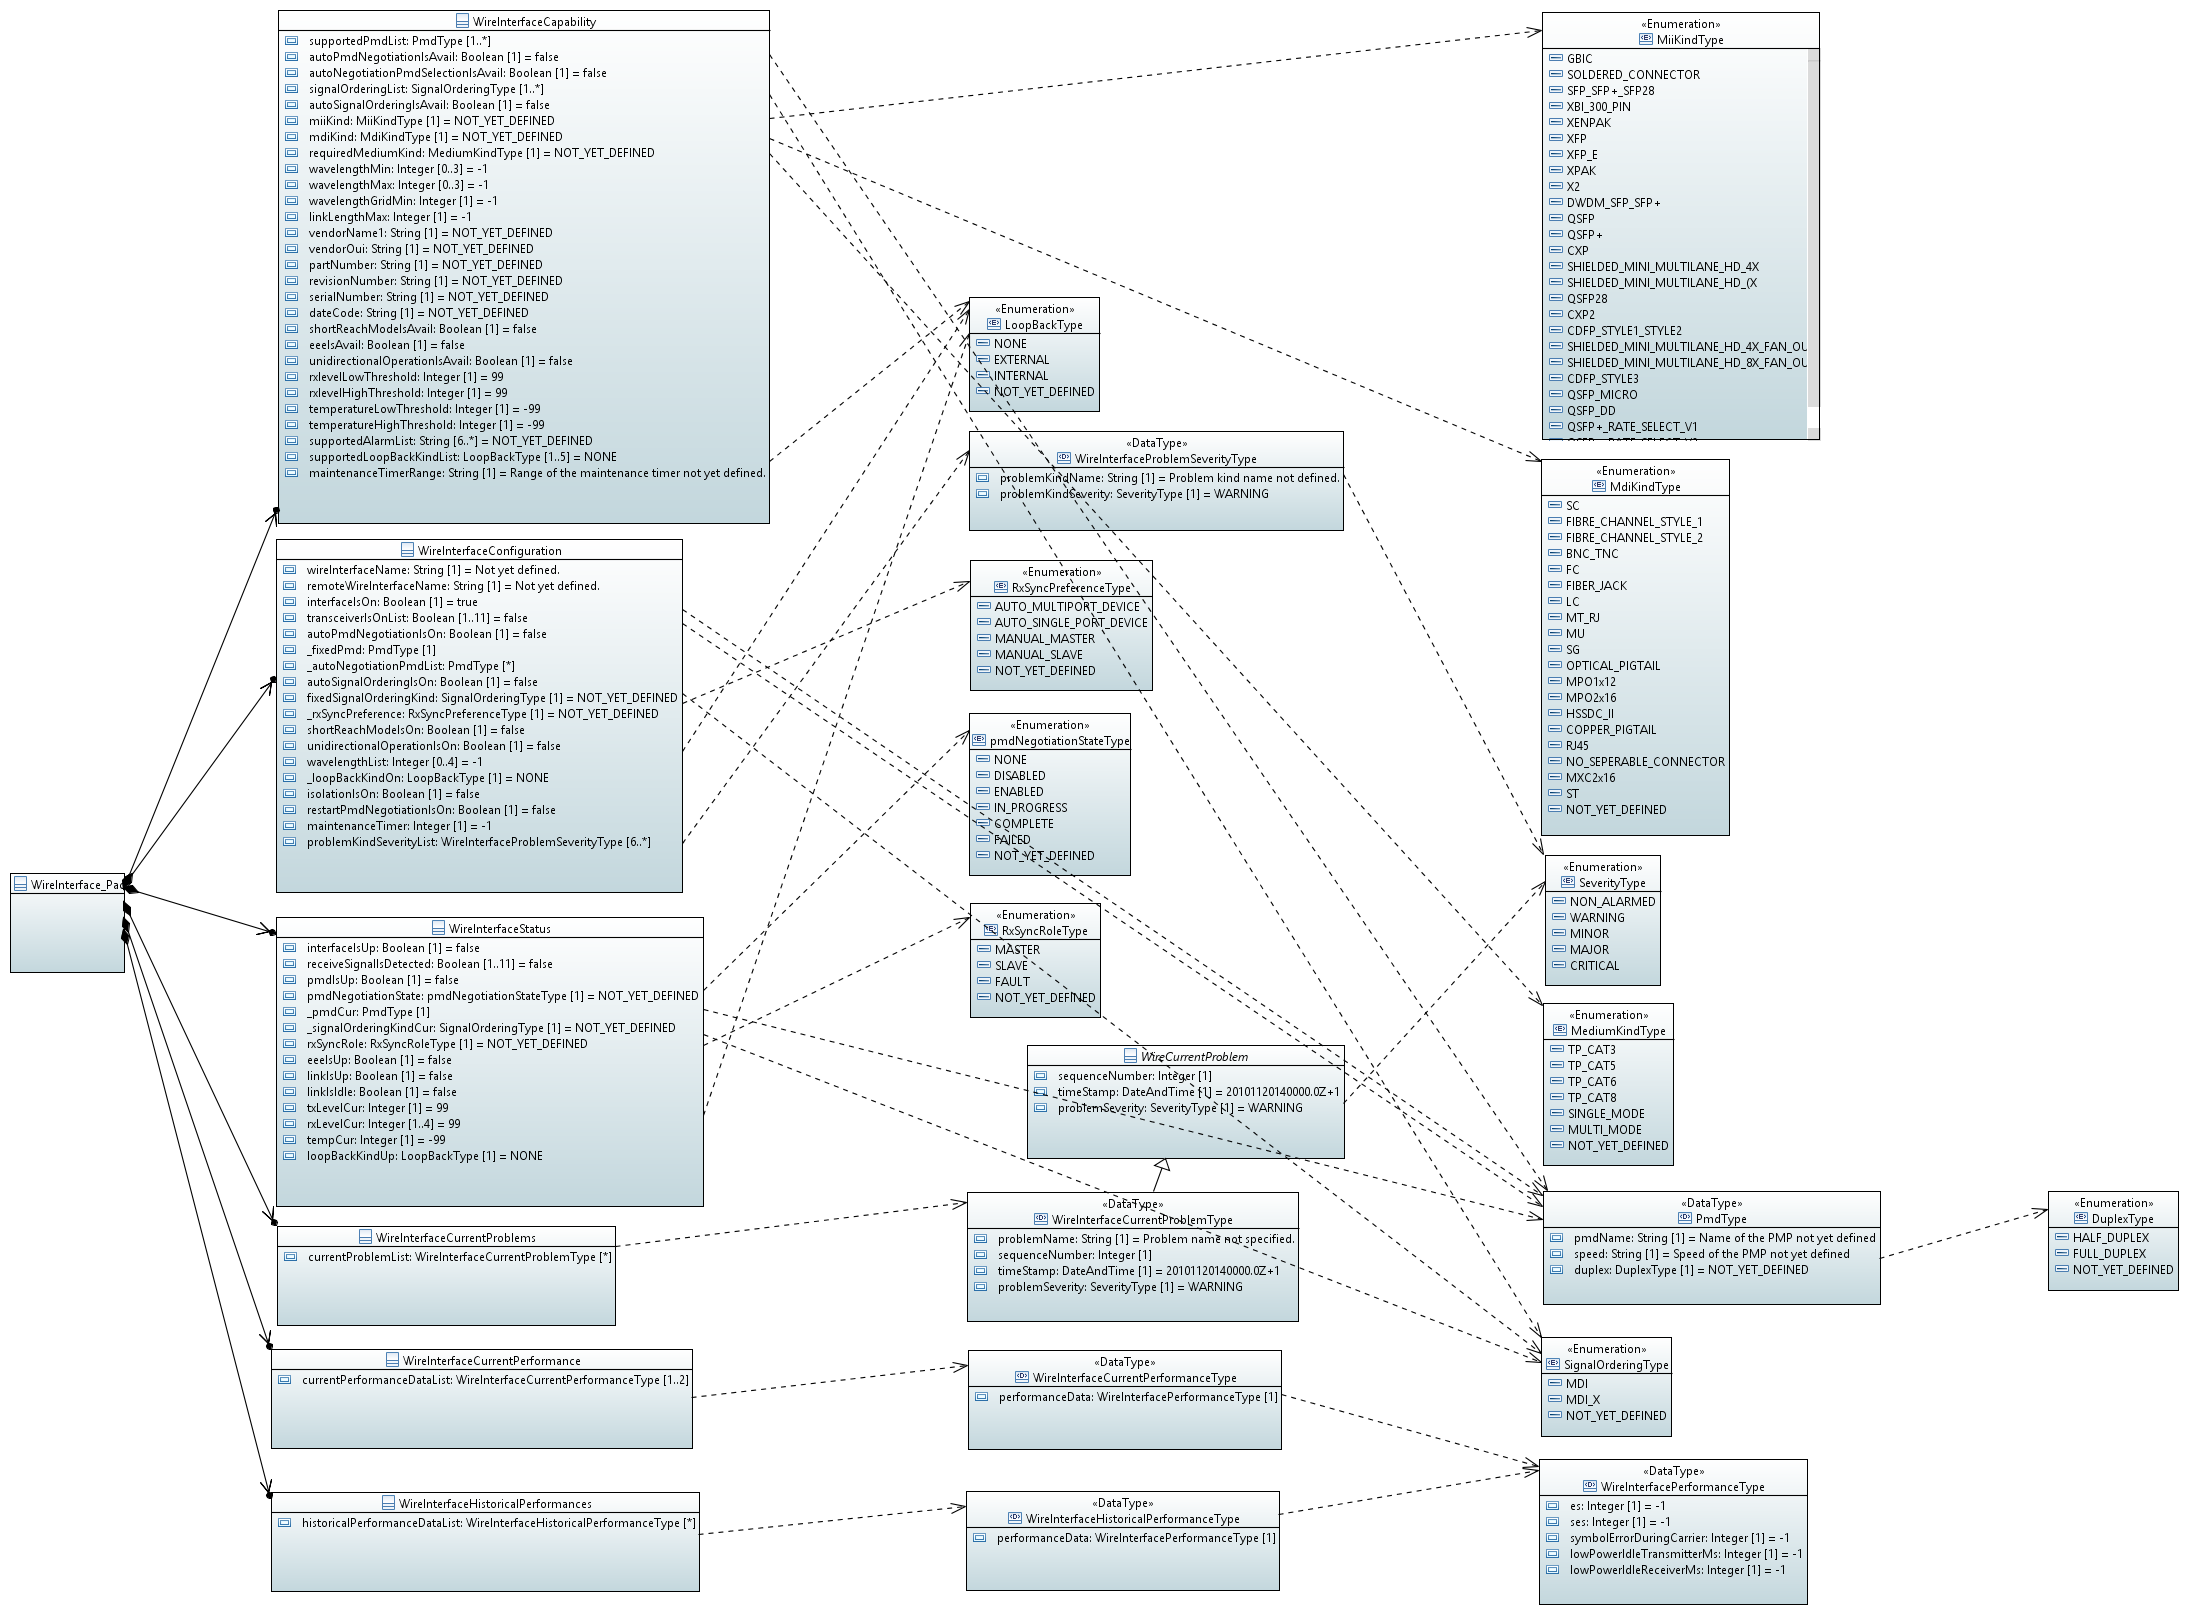 WireInterface_Pac
WireInterfaceCapability
supportedPmdList: PmdType [1..*]
autoPmdNegotiationIsAvail: Boolean [1] = false
autoNegotiationPmdSelectionIsAvail: Boolean [1] = false
signalOrderingList: SignalOrderingType [1..*]
autoSignalOrderingIsAvail: Boolean [1] = false
miiKind: MiiKindType [1] = NOT_YET_DEFINED
mdiKind: MdiKindType [1] = NOT_YET_DEFINED
requiredMediumKind: MediumKindType [1] = NOT_YET_DEFINED
wavelengthMin: Integer [0..3] = -1
wavelengthMax: Integer [0..3] = -1
wavelengthGridMin: Integer [1] = -1
linkLengthMax: Integer [1] = -1
vendorName1: String [1] = NOT_YET_DEFINED
vendorOui: String [1] = NOT_YET_DEFINED
partNumber: String [1] = NOT_YET_DEFINED
revisionNumber: String [1] = NOT_YET_DEFINED
serialNumber: String [1] = NOT_YET_DEFINED
dateCode: String [1] = NOT_YET_DEFINED
shortReachModeIsAvail: Boolean [1] = false
eeeIsAvail: Boolean [1] = false
unidirectionalOperationIsAvail: Boolean [1] = false
rxlevelLowThreshold: Integer [1] = 99
rxlevelHighThreshold: Integer [1] = 99
temperatureLowThreshold: Integer [1] = -99
temperatureHighThreshold: Integer [1] = -99
supportedAlarmList: String [6..*] = NOT_YET_DEFINED
supportedLoopBackKindList: LoopBackType [1..5] = NONE
maintenanceTimerRange: String [1] = Range of the maintenance timer not yet defined.
WireInterfaceConfiguration
wireInterfaceName: String [1] = Not yet defined.
remoteWireInterfaceName: String [1] = Not yet defined.
interfaceIsOn: Boolean [1] = true
transceiverIsOnList: Boolean [1..11] = false
autoPmdNegotiationIsOn: Boolean [1] = false
_fixedPmd: PmdType [1]
_autoNegotiationPmdList: PmdType [*]
autoSignalOrderingIsOn: Boolean [1] = false
fixedSignalOrderingKind: SignalOrderingType [1] = NOT_YET_DEFINED
_rxSyncPreference: RxSyncPreferenceType [1] = NOT_YET_DEFINED
shortReachModeIsOn: Boolean [1] = false
unidirectionalOperationIsOn: Boolean [1] = false
wavelengthList: Integer [0..4] = -1
_loopBackKindOn: LoopBackType [1] = NONE
isolationIsOn: Boolean [1] = false
restartPmdNegotiationIsOn: Boolean [1] = false
maintenanceTimer: Integer [1] = -1
problemKindSeverityList: WireInterfaceProblemSeverityType [6..*]
WireInterfaceStatus
interfaceIsUp: Boolean [1] = false
receiveSignalIsDetected: Boolean [1..11] = false
pmdIsUp: Boolean [1] = false
pmdNegotiationState: pmdNegotiationStateType [1] = NOT_YET_DEFINED
_pmdCur: PmdType [1]
_signalOrderingKindCur: SignalOrderingType [1] = NOT_YET_DEFINED
rxSyncRole: RxSyncRoleType [1] = NOT_YET_DEFINED
eeeIsUp: Boolean [1] = false
linkIsUp: Boolean [1] = false
linkIsIdle: Boolean [1] = false
txLevelCur: Integer [1] = 99
rxLevelCur: Integer [1..4] = 99
tempCur: Integer [1] = -99
loopBackKindUp: LoopBackType [1] = NONE
WireInterfaceCurrentProblems
currentProblemList: WireInterfaceCurrentProblemType [*]
WireInterfaceCurrentPerformance
currentPerformanceDataList: WireInterfaceCurrentPerformanceType [1..2]
WireInterfaceHistoricalPerformances
historicalPerformanceDataList: WireInterfaceHistoricalPerformanceType [*]
«Enumeration»
LoopBackType
NONE
EXTERNAL
INTERNAL
NOT_YET_DEFINED
«DataType»
WireInterfaceProblemSeverityType
problemKindName: String [1] = Problem kind name not defined.
problemKindSeverity: SeverityType [1] = WARNING
«Enumeration»
RxSyncPreferenceType
AUTO_MULTIPORT_DEVICE
AUTO_SINGLE_PORT_DEVICE
MANUAL_MASTER
MANUAL_SLAVE
NOT_YET_DEFINED
«Enumeration»
pmdNegotiationStateType
NONE
DISABLED
ENABLED
IN_PROGRESS
COMPLETE
FAILED
NOT_YET_DEFINED
«Enumeration»
RxSyncRoleType
MASTER
SLAVE
FAULT
NOT_YET_DEFINED
WireCurrentProblem
sequenceNumber: Integer [1]
timeStamp: DateAndTime [1] = 20101120140000.0Z+1
problemSeverity: SeverityType [1] = WARNING
«DataType»
WireInterfaceCurrentProblemType
problemName: String [1] = Problem name not specified.
sequenceNumber: Integer [1]
timeStamp: DateAndTime [1] = 20101120140000.0Z+1
problemSeverity: SeverityType [1] = WARNING
«DataType»
WireInterfaceCurrentPerformanceType
performanceData: WireInterfacePerformanceType [1]
«DataType»
WireInterfaceHistoricalPerformanceType
performanceData: WireInterfacePerformanceType [1]
«Enumeration»
MiiKindType
GBIC
SOLDERED_CONNECTOR
SFP_SFP+_SFP28
XBI_300_PIN
XENPAK
XFP
XFP_E
XPAK
X2
DWDM_SFP_SFP+
QSFP
QSFP+
CXP
SHIELDED_MINI_MULTILANE_HD_4X
SHIELDED_MINI_MULTILANE_HD_(X
QSFP28
CXP2
CDFP_STYLE1_STYLE2
SHIELDED_MINI_MULTILANE_HD_4X_FAN_OU
SHIELDED_MINI_MULTILANE_HD_8X_FAN_OU
CDFP_STYLE3
QSFP_MICRO
QSFP_DD
QSFP+_RATE_SELECT_V1
«Enumeration»
MdiKindType
SC
FIBRE_CHANNEL_STYLE_1
FIBRE_CHANNEL_STYLE_2
BNC_TNC
FC
FIBER_JACK
LC
MT_RJ
MU
SG
OPTICAL_PIGTAIL
MPO1x12
MPO2x16
HSSDC_II
COPPER_PIGTAIL
RJ45
NO_SEPERABLE_CONNECTOR
MXC2x16
ST
NOT_YET_DEFINED
«Enumeration»
SeverityType
NON_ALARMED
WARNING
MINOR
MAJOR
CRITICAL
«Enumeration»
MediumKindType
TP_CAT3
TP_CAT5
TP_CAT6
TP_CAT8
SINGLE_MODE
MULTI_MODE
NOT_YET_DEFINED
«DataType»
PmdType
pmdName: String [1] = Name of the PMP not yet defined
speed: String [1] = Speed of the PMP not yet defined
duplex: DuplexType [1] = NOT_YET_DEFINED
«Enumeration»
DuplexType
HALF_DUPLEX
FULL_DUPLEX
NOT_YET_DEFINED
«Enumeration»
SignalOrderingType
MDI
MDI_X
NOT_YET_DEFINED
«DataType»
WireInterfacePerformanceType
es: Integer [1] = -1
ses: Integer [1] = -1
symbolErrorDuringCarrier: Integer [1] = -1
lowPowerIdleTransmitterMs: Integer [1] = -1
lowPowerIdleReceiverMs: Integer [1] = -1